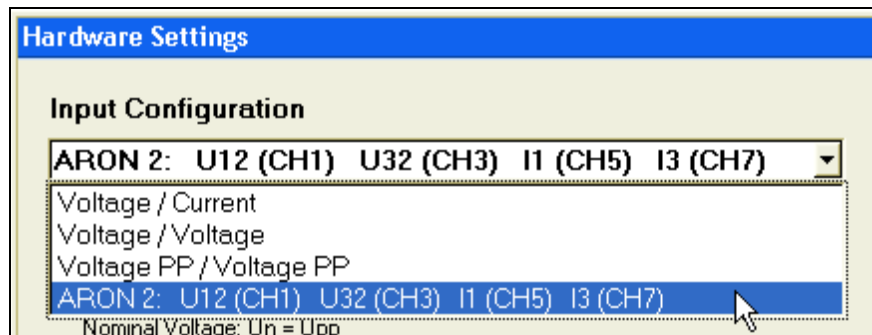 Hardware Settings
Input Configuration
ARON 2: U12 (CH1) U32 (CH3) I1 (CH5) I3 (CH7)
Voltage / Current
Voltage / Voltage
Voltage PP / Voltage PP
ARON 2: U12 (CH1) U32 (CH3) I1 (CH5) I3 (CH7)
Nominal Voltage: Un = Upp